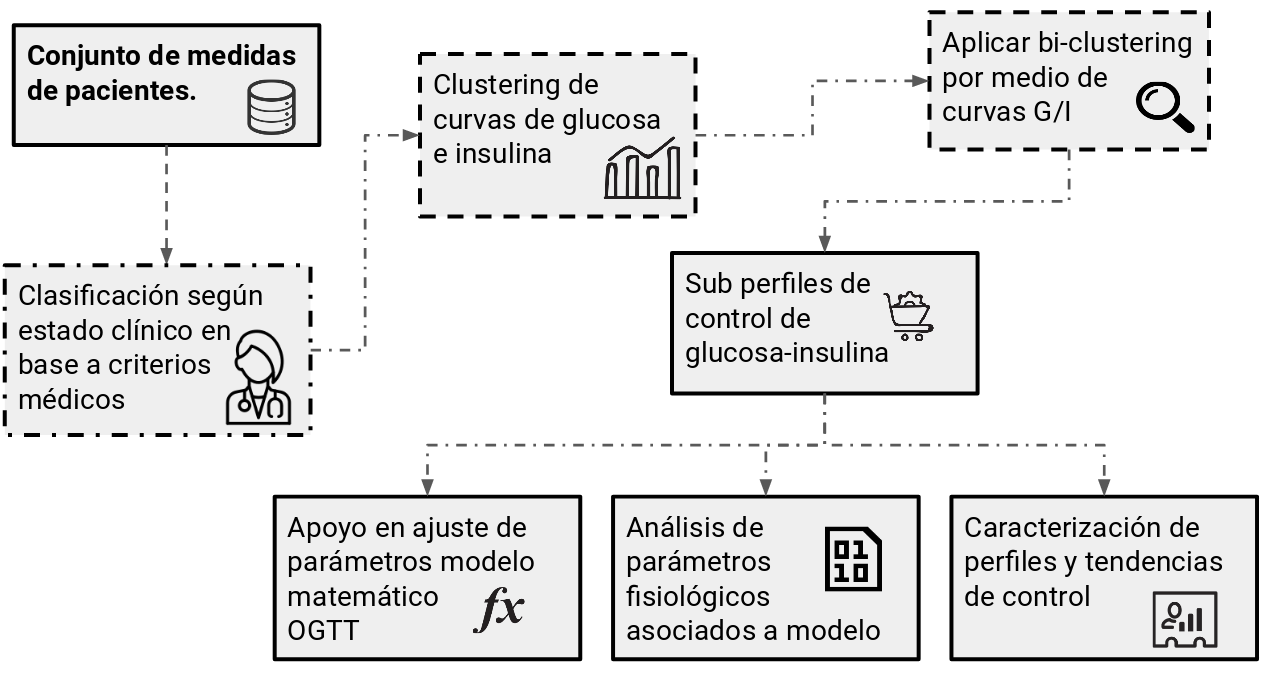 Conjunto de medidas
de pacientes.
Clasificación según
estado clínico en
base a criterios
médicos
Clustering de
curvas de glucosa
e insulina
Aplicar bi-clustering
por medio de
curvas G/I
Sub perfiles de
control de
glucosa-insulina
Apoyo en ajuste de
parámetros modelo
matemático
OGTT
fx
Análisis de
parámetros
fisiológicos
asociados a modelo
01
10
Caracterización de
perfiles y tendencias
de control